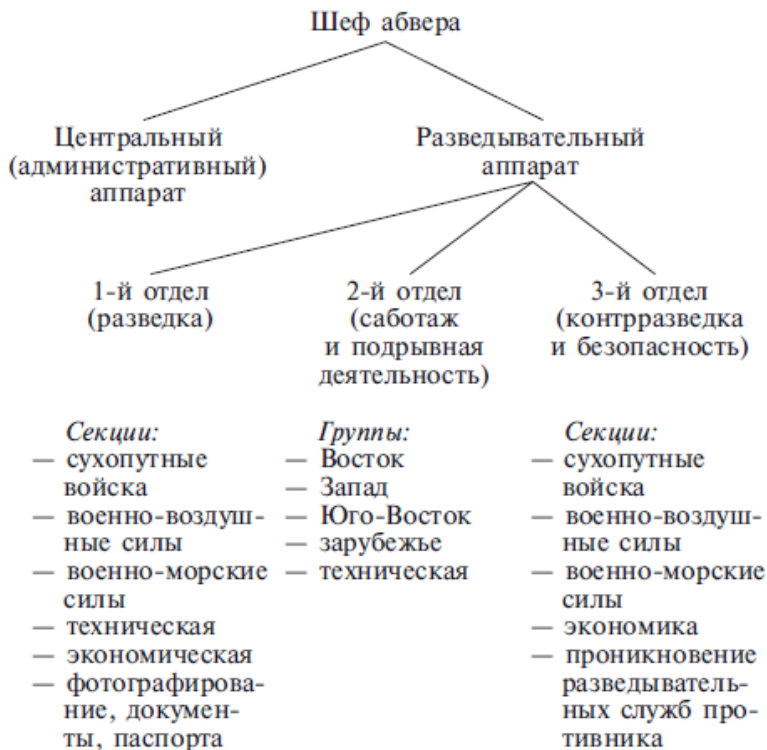 Шеф абвера
Центральный
(административный)
аппарат
Разведывательный
аппарат
1-й отдел
(разведка)
2-й отдел
(саботаж
и подрывная
деятельность)
3-й отдел
(контрразведка
и безопасность)
Секции:
— сухопутные
войска
— военно-воздуш-
ные силы
— военно-морские
силы
— техническая
— экономическая
— фотографирова-
ние, докумен-
ты, паспорта
Группы:
— Восток
— Запад
— Юго-Восток
— зарубежье
— техническая
Секции:
— сухопутные
войска
— военно-воздуш-
ные силы
— военно-морские
силы
— экономика
— проникновение
разведыватель-
ных служб про-
тивника